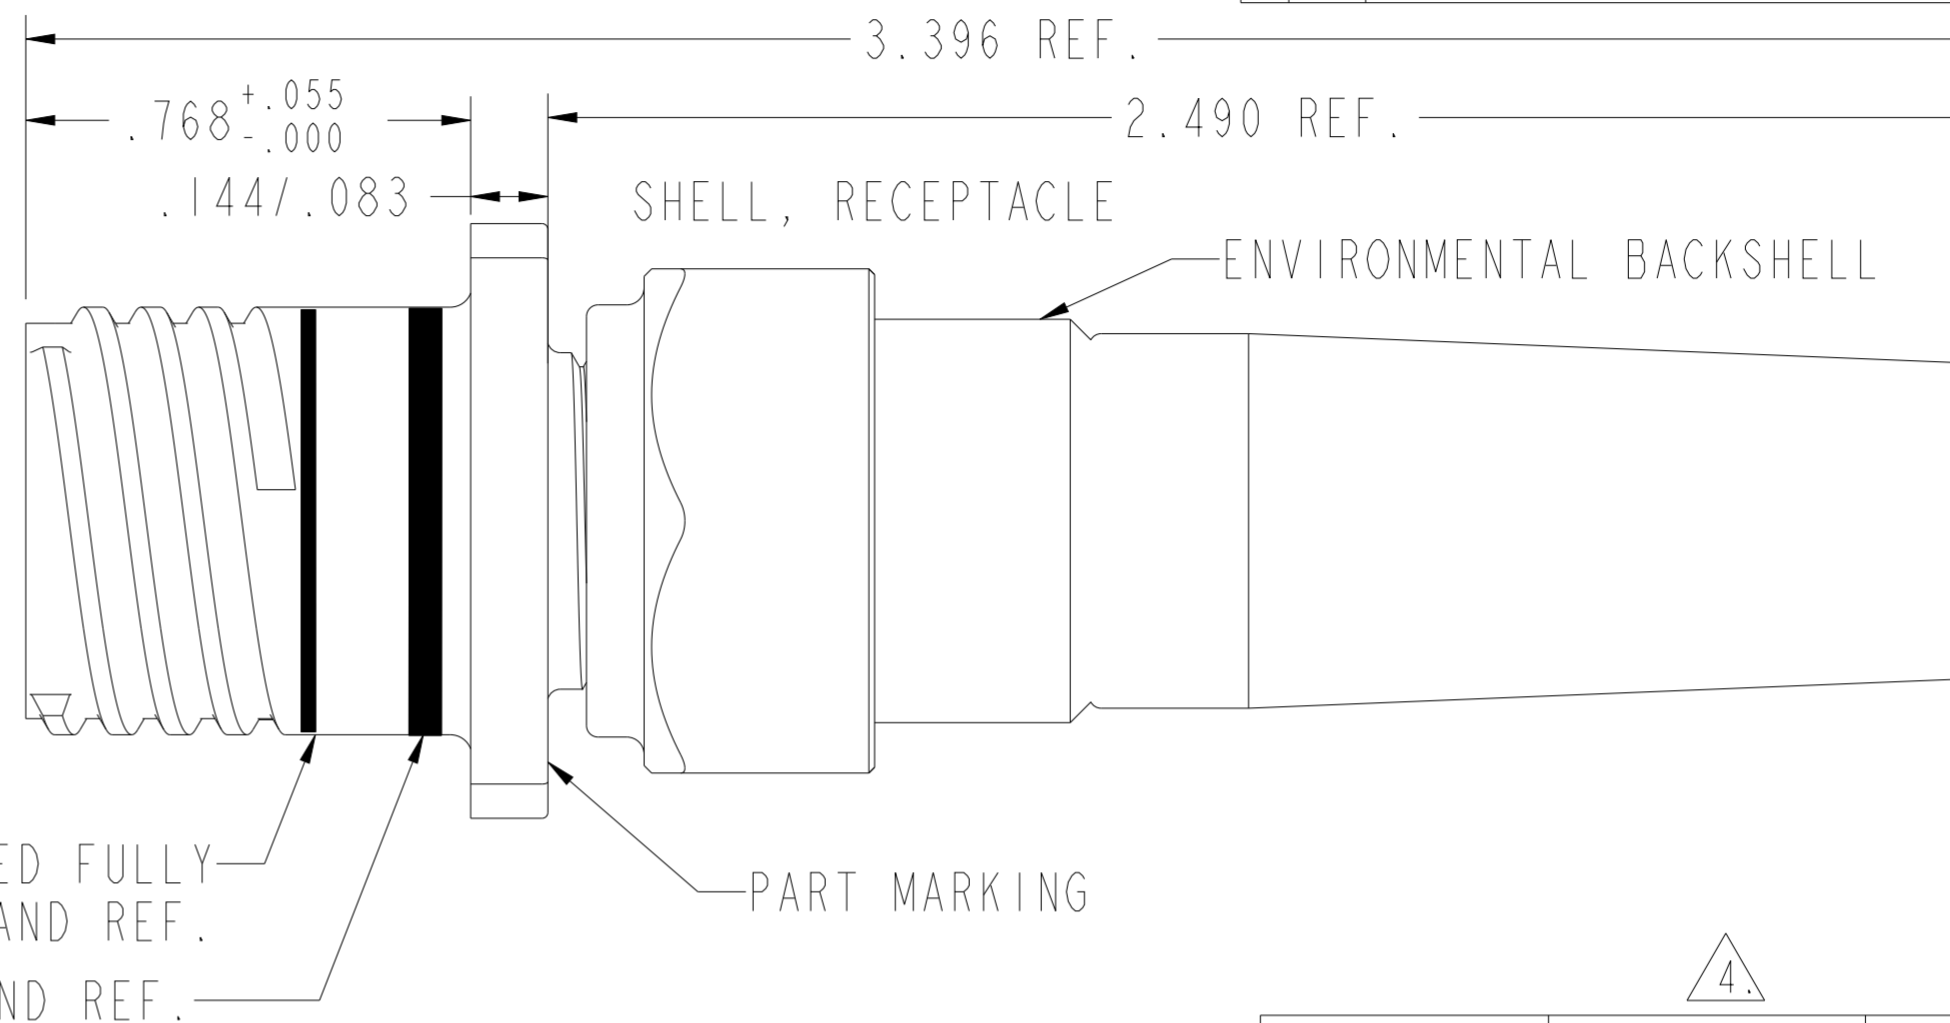 3.396 REF.
.768 +.055 -.000
2.490 REF.
.144/.083
SHELL, RECEPTACLE
ENVIRONMENTAL BACKSHELL
FULLY
REF.
PART MARKING
REF.
4.